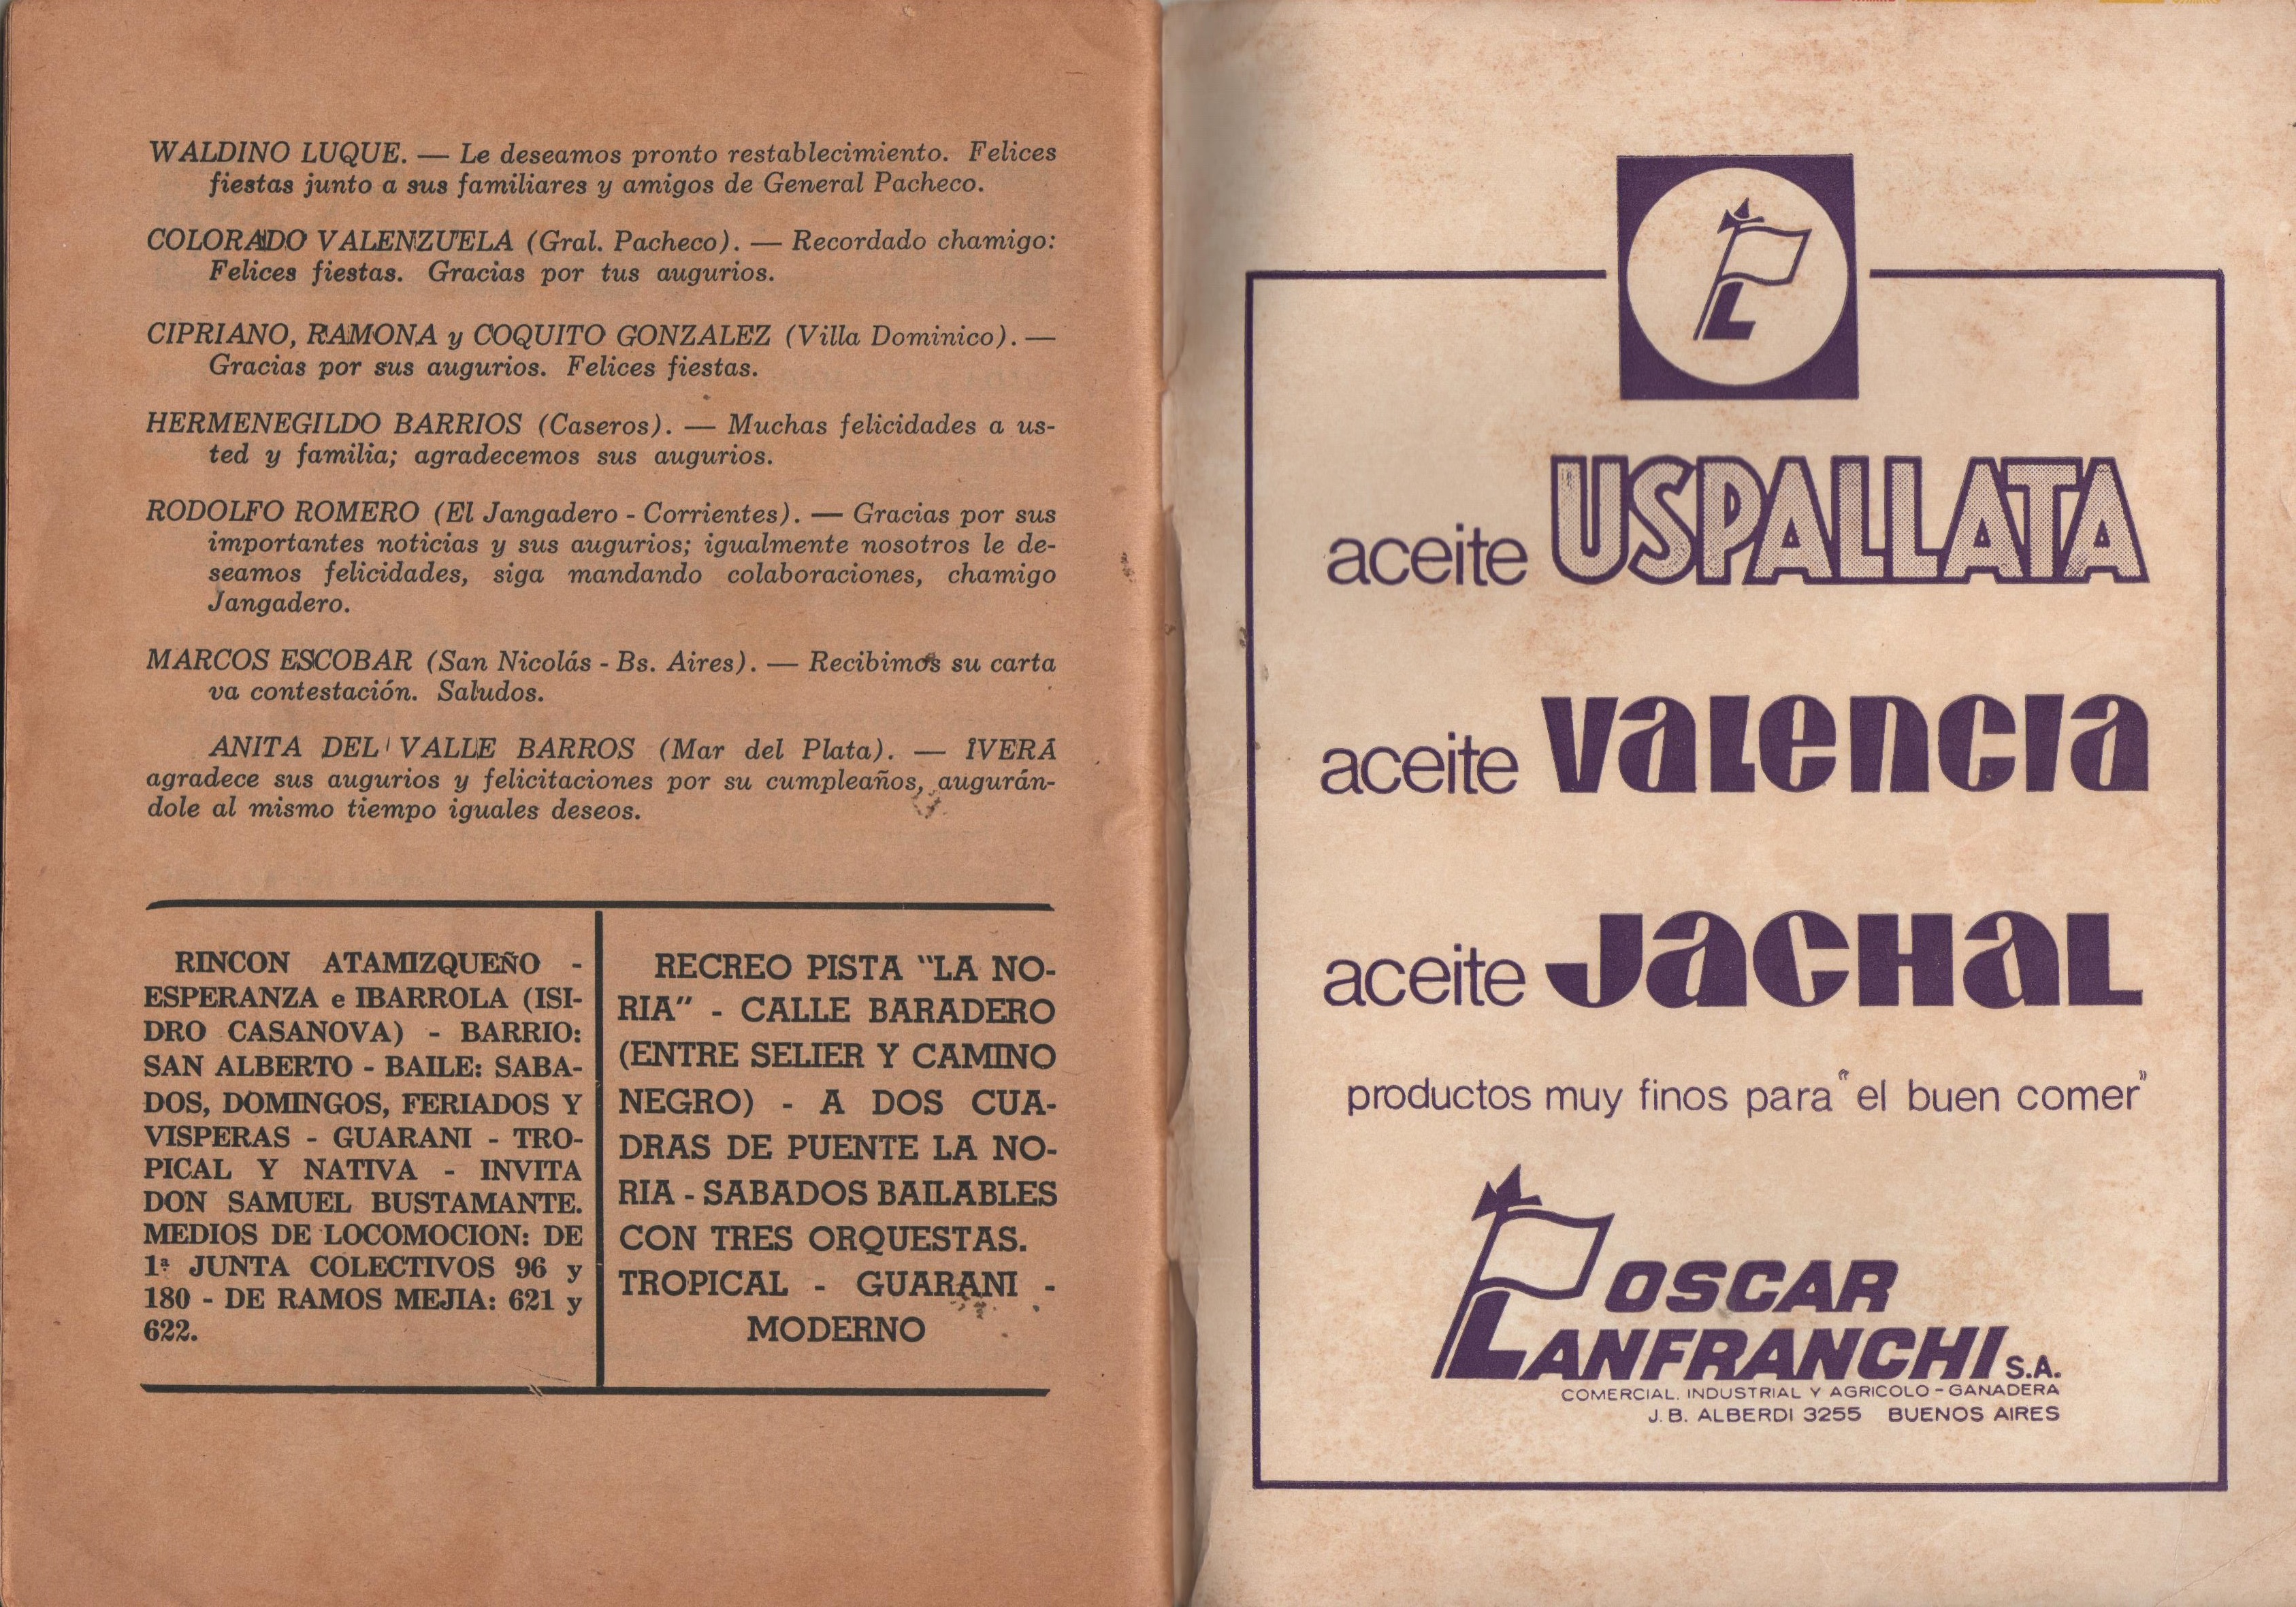 WALDINO LUQUE. — Le deseamos pronto restablecimiento. Felices
fiestas junto a sus familiares y amigos de General Pacheco.
COLORADO VALENZUELA (Gral. Pacheco). — Recordado chamigo:
Felices fiestas. Gracias por tus augurios.
CIPRIANO, RAMONA y COQUITO GONZALEZ (Villa Dominico). —
Gracias por sus augurios. Felices fiestas.
HERMENEGILDO BARRIOS (Caseros). — Muchas felicidades a us-
ted y familia; agradecemos sus augurios.
RODOLFO ROMERO (El Jangadero - Corrientes). — Gracias por sus
importantes noticias y sus augurios; igualmente nosotros le de-
seamos felicidades, siga mandando colaboraciones, chamigo
Jangadero.
MARCOS ESCOBAR (San Nicolás - Bs. Aires). — Recibimos su carta
va contestación. Saludos.
ANITA DEL VALLE BARROS (Mar del Plata). — IVERÁ
agradece sus augurios y felicitaciones por su cumpleaños, augurán-
dole al mismo tiempo iguales deseos.
RINCON ATAMIZQUEÑO -
ESPERANZA e IBARROLA (ISI-
DRO CASANOVA) - BARRIO:
SAN ALBERTO - BAILE: SABA-
DOS, DOMINGOS, FERIADOS Y
VISPERAS - GUARANI - TRO-
PICAL Y NATIVA - INVITA
DON SAMUEL BUSTAMANTE.
MEDIOS DE LOCOMOCION: DE
1ª JUNTA COLECTIVOS 96 y
180 - DE RAMOS MEJIA: 621 y
622.
RECREO PISTA "LA NO-
RIA" - CALLE BARADERO
(ENTRE SELIER Y CAMINO
NEGRO) - A DOS CUA-
DRAS DE PUENTE LA NO-
RIA - SABADOS BAILABLES
CON TRES ORQUESTAS.
TROPICAL - GUARANI -
MODERNO
L
aceite USPALLATA
aceite valencia
aceite JACHAL
productos muy finos para "el buen comer"
OSCAR
LANFRANCHI S.A.
COMERCIAL, INDUSTRIAL Y AGRICOLO-GANADERA
J.B. ALBERDI 3255 BUENOS AIRES